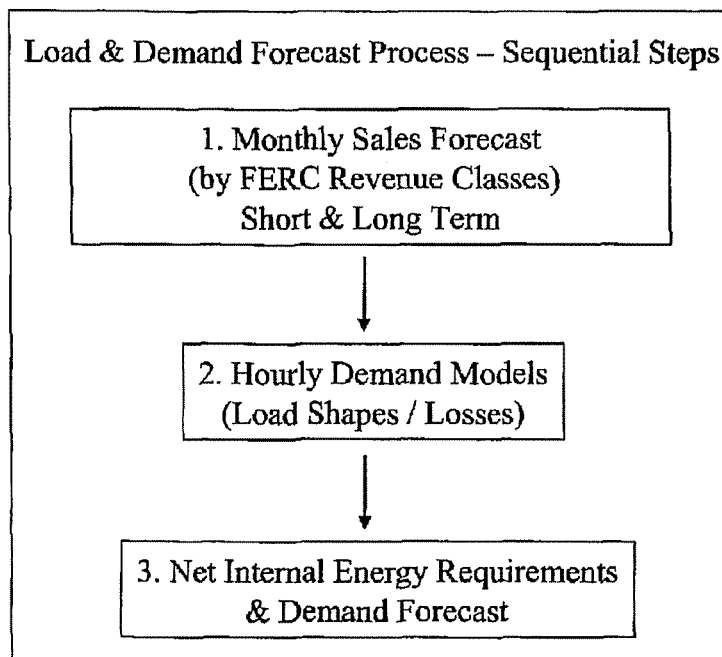 Load & Demand Forecast Process – Sequential Steps
1. Monthly Sales Forecast
(by FERC Revenue Classes)
Short & Long Term
2. Hourly Demand Models
(Load Shapes / Losses)
3. Net Internal Energy Requirements
& Demand Forecast